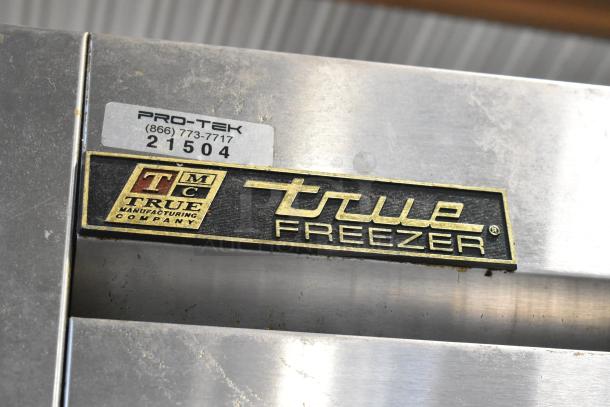 PRO-TEK
(866) 773-7717
21504
T M
C
TRUE
MANUFACTURING
COMPANY
true
FREEZER®